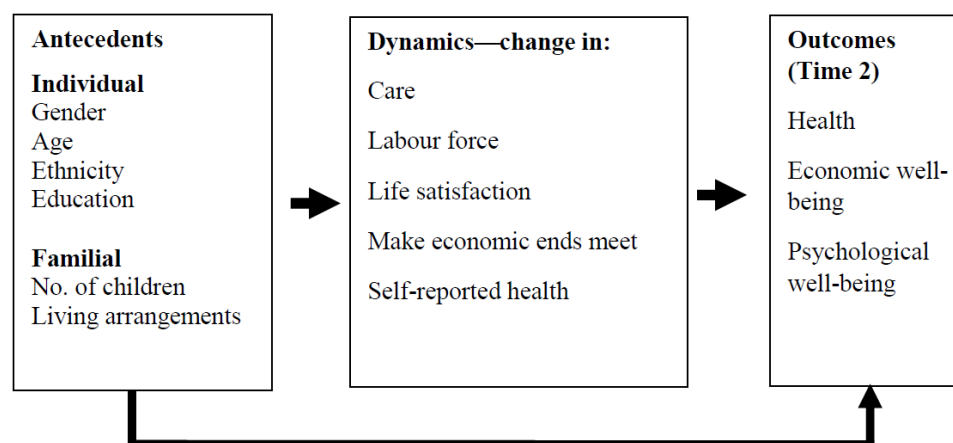 Antecedents
Individual
Gender
Age
Ethnicity
Education
Familial
No. of children
Living arrangements
Dynamics—change in:
Care
Labour force
Life satisfaction
Make economic ends meet
Self-reported health
Outcomes
(Time 2)
Health
Economic well-
being
Psychological
well-being